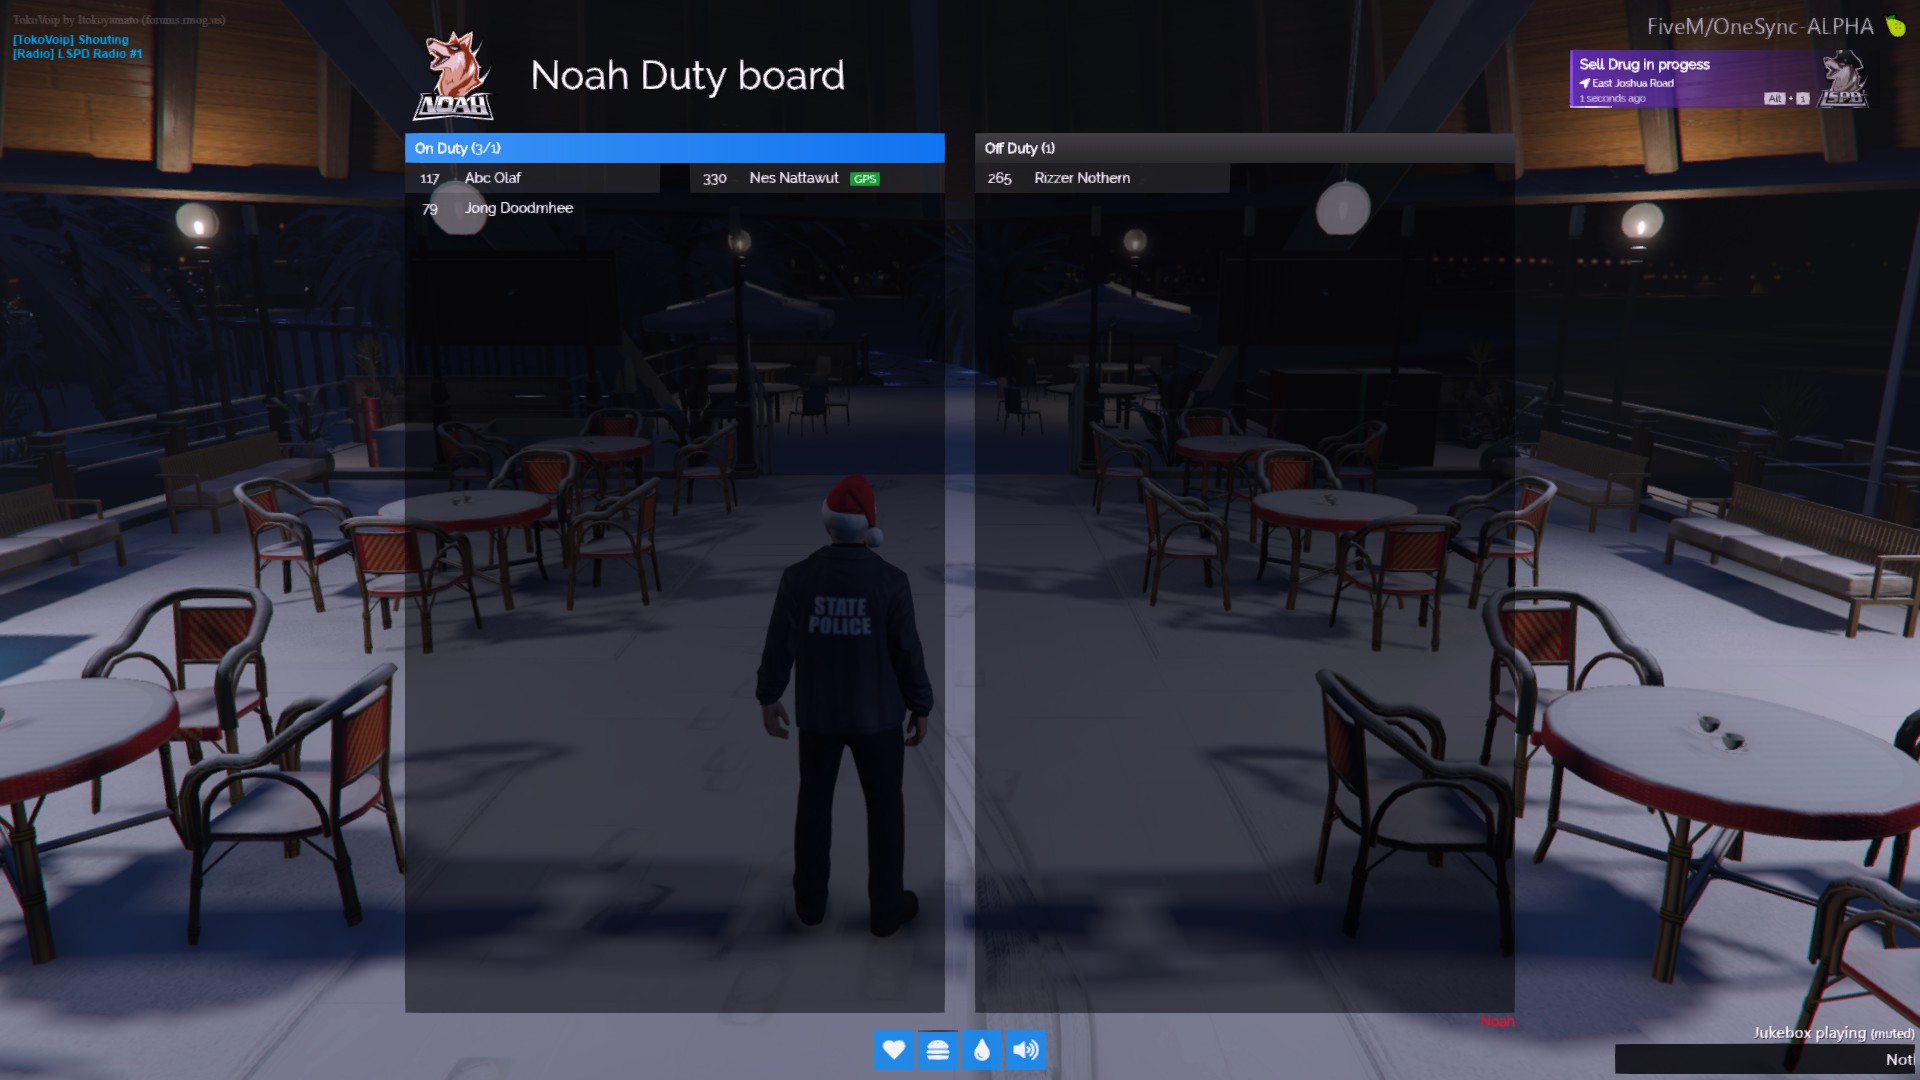 TokoVoip by Itokoyamato (forums.rmog.us)
[TokoVoip] Shouting
[Radio] LSPD Radio #1
NOAH
Noah Duty board
FiveM/OneSync-ALPHA
Sell Drug in progess
East Joshua Road
1 seconds ago
Alt + 1
LSPD
On Duty (3/1)
117 Abc Olaf
330 Nes Nattawut GPS
79 Jong Doodmhee
Off Duty (1)
265 Rizzer Nothern
STATE
POLICE
Noah
Jukebox playing (muted)
Not